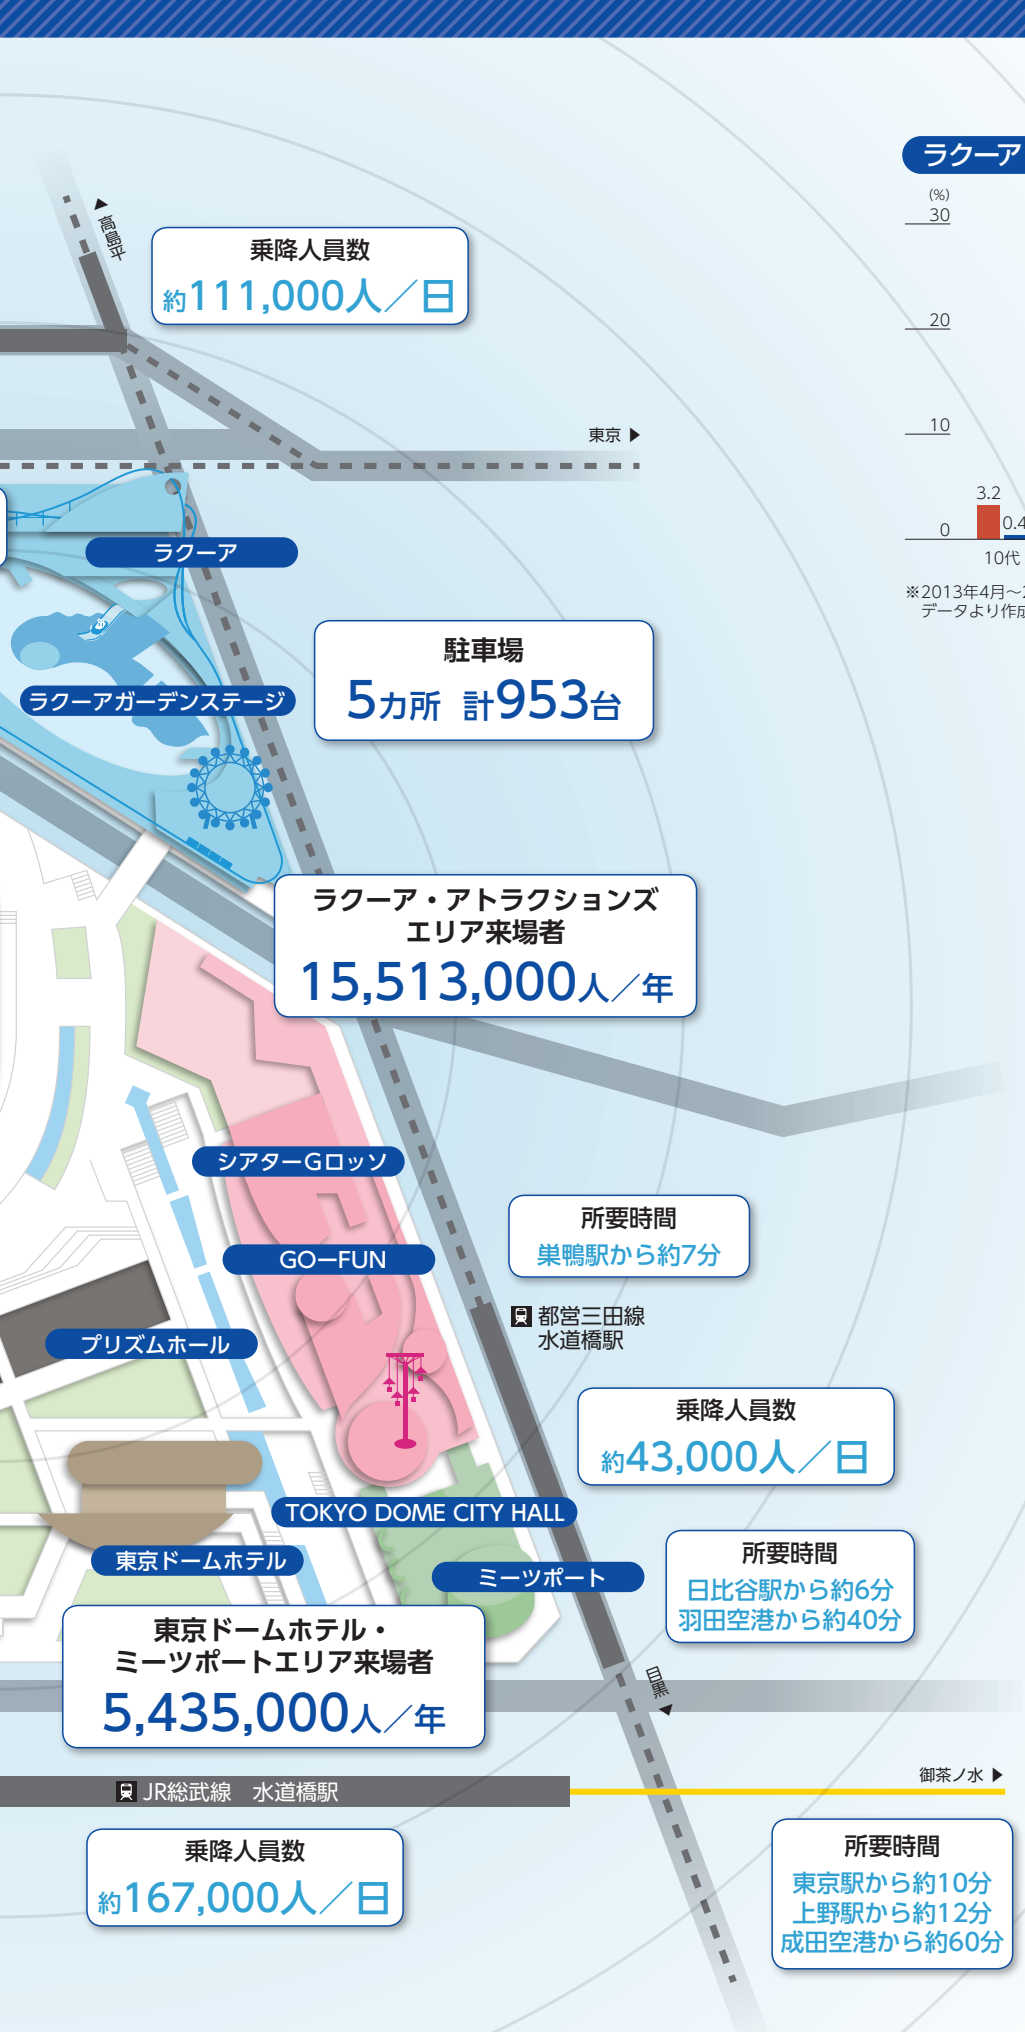 ラクーア
(%)
30
20
10
0
3.2
0.4
10代
※2013年4月〜2
データより作成
▲高島平
乗降人員数
約111,000人／日
東京 ▶
ラクーア
ラクーアガーデンステージ
駐車場
5カ所 計953台
ラクーア・アトラクションズ
エリア来場者
15,513,000人／年
シアターGロッソ
GO－FUN
所要時間
巣鴨駅から約7分
都営三田線
水道橋駅
プリズムホール
乗降人員数
約43,000人／日
TOKYO DOME CITY HALL
東京ドームホテル
ミーツポート
所要時間
日比谷駅から約6分
羽田空港から約40分
東京ドームホテル・
ミーツポートエリア来場者
5,435,000人／年
目黒▼
JR総武線　水道橋駅
御茶ノ水 ▶
乗降人員数
約167,000人／日
所要時間
東京駅から約10分
上野駅から約12分
成田空港から約60分